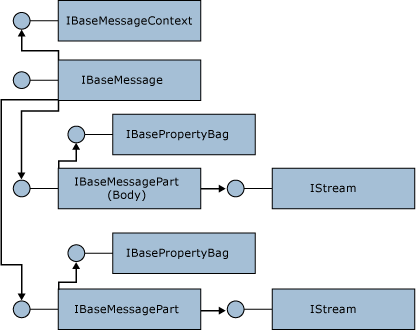 IBaseMessageContext
IBaseMessage
IBasePropertyBag
IBaseMessagePart
(Body)
IStream
IBasePropertyBag
IBaseMessagePart
IStream